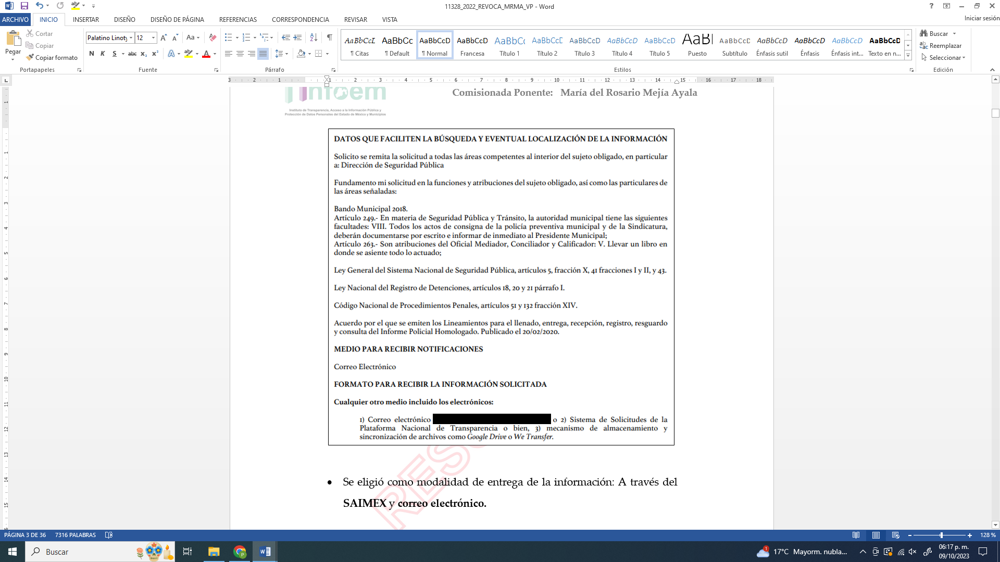 11328_2022_REVOCA_MRMA_VP - Word
ARCHIVO INICIO INSERTAR DISEÑO DISEÑO DE PÁGINA REFERENCIAS CORRESPONDENCIA REVISAR VISTA
Iniciar sesión
Pegar
Cortar
Copiar
Copiar formato
Portapapeles
Palatino Linoty 12
N K S abc x₂ x²
Fuente
Párrafo
AaBbCcI AaBbCc AaBbCcD AaBbCcD AaBbCc AaBbCcD AaBbCcD AaBbCcD AaBbCcD AaBl AaBbCcD AaBbCcD AaBbCcD AaBbCcD AaBbCcD
¶ Citas ¶ Default ¶ Normal Francesa Título 1 Título 2 Título 3 Título 4 Título 5 Puesto Subtítulo Énfasis sutil Énfasis Énfasis int... Texto en n...
Estilos
Buscar
Reemplazar
Seleccionar
Edición
3 2 1 1 2 3 4 5 6 7 8 9 10 11 12 13 14 15 16 17 18
infoem
Instituto de Transparencia, Acceso a la Información Pública y
Protección de Datos Personales del Estado de México y Municipios
Comisionada Ponente: María del Rosario Mejía Ayala
DATOS QUE FACILITEN LA BÚSQUEDA Y EVENTUAL LOCALIZACIÓN DE LA INFORMACIÓN
Solicito se remita la solicitud a todas las áreas competentes al interior del sujeto obligado, en particular
a: Dirección de Seguridad Pública
Fundamento mi solicitud en la funciones y atribuciones del sujeto obligado, así como las particulares de
las áreas señaladas:
Bando Municipal 2018.
Artículo 249.- En materia de Seguridad Pública y Tránsito, la autoridad municipal tiene las siguientes
facultades: VIII. Todos los actos de consigna de la policía preventiva municipal y de la Sindicatura,
deberán documentarse por escrito e informar de inmediato al Presidente Municipal;
Artículo 263.- Son atribuciones del Oficial Mediador, Conciliador y Calificador: V. Llevar un libro en
donde se asiente todo lo actuado;
Ley General del Sistema Nacional de Seguridad Pública, artículos 5, fracción X, 41 fracciones I y II, y 43.
Ley Nacional del Registro de Detenciones, artículos 18, 20 y 21 párrafo I.
Código Nacional de Procedimientos Penales, artículos 51 y 132 fracción XIV.
Acuerdo por el que se emiten los Lineamientos para el llenado, entrega, recepción, registro, resguardo
y consulta del Informe Policial Homologado. Publicado el 20/02/2020.
MEDIO PARA RECIBIR NOTIFICACIONES
Correo Electrónico
FORMATO PARA RECIBIR LA INFORMACIÓN SOLICITADA
Cualquier otro medio incluido los electrónicos:
1) Correo electrónico o 2) Sistema de Solicitudes de la
Plataforma Nacional de Transparencia o bien, 3) mecanismo de almacenamiento y
sincronización de archivos como Google Drive o We Transfer.
RES
• Se eligió como modalidad de entrega de la información: A través del
SAIMEX y correo electrónico.
PÁGINA 3 DE 36 7316 PALABRAS
128 %
Buscar
17°C Mayorm. nubla...
06:17 p. m.
09/10/2023